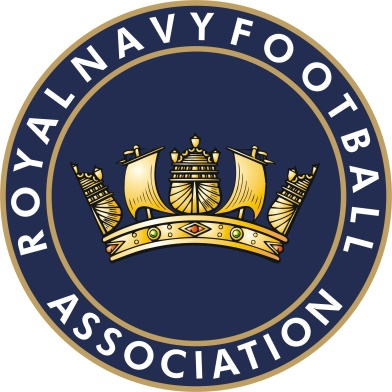 ROYAL NAVY FOOTBALL
ASSOCIATION